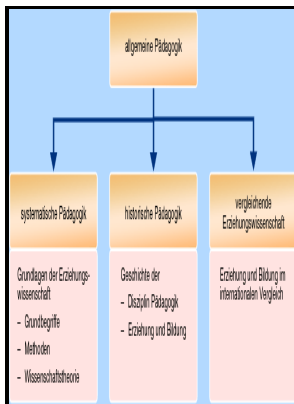 allgemeine Pädagogik
systematische Pädagogik
Grundlagen der Erziehungs-
wissenschaft
– Grundbegriffe
– Methoden
– Wissenschaftstheorie
historische Pädagogik
Geschichte der
– Disziplin Pädagogik
– Erziehung und Bildung
vergleichende
Erziehungswissenschaft
Erziehung und Bildung im
internationalen Vergleich